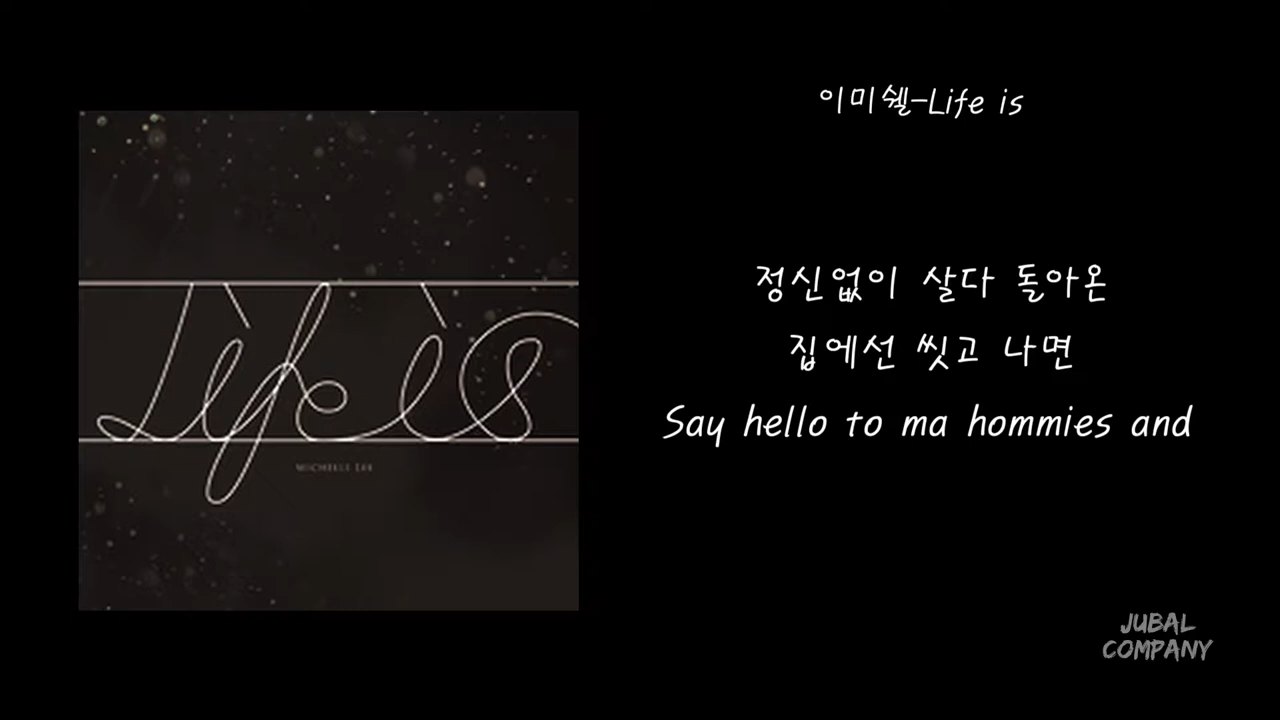 이미쉘-Life is
Life is
MICHELLE LEE
정신없이 살다 돌아온
집에선 씻고 나면
Say hello to ma hommies and
JUBAL
COMPANY